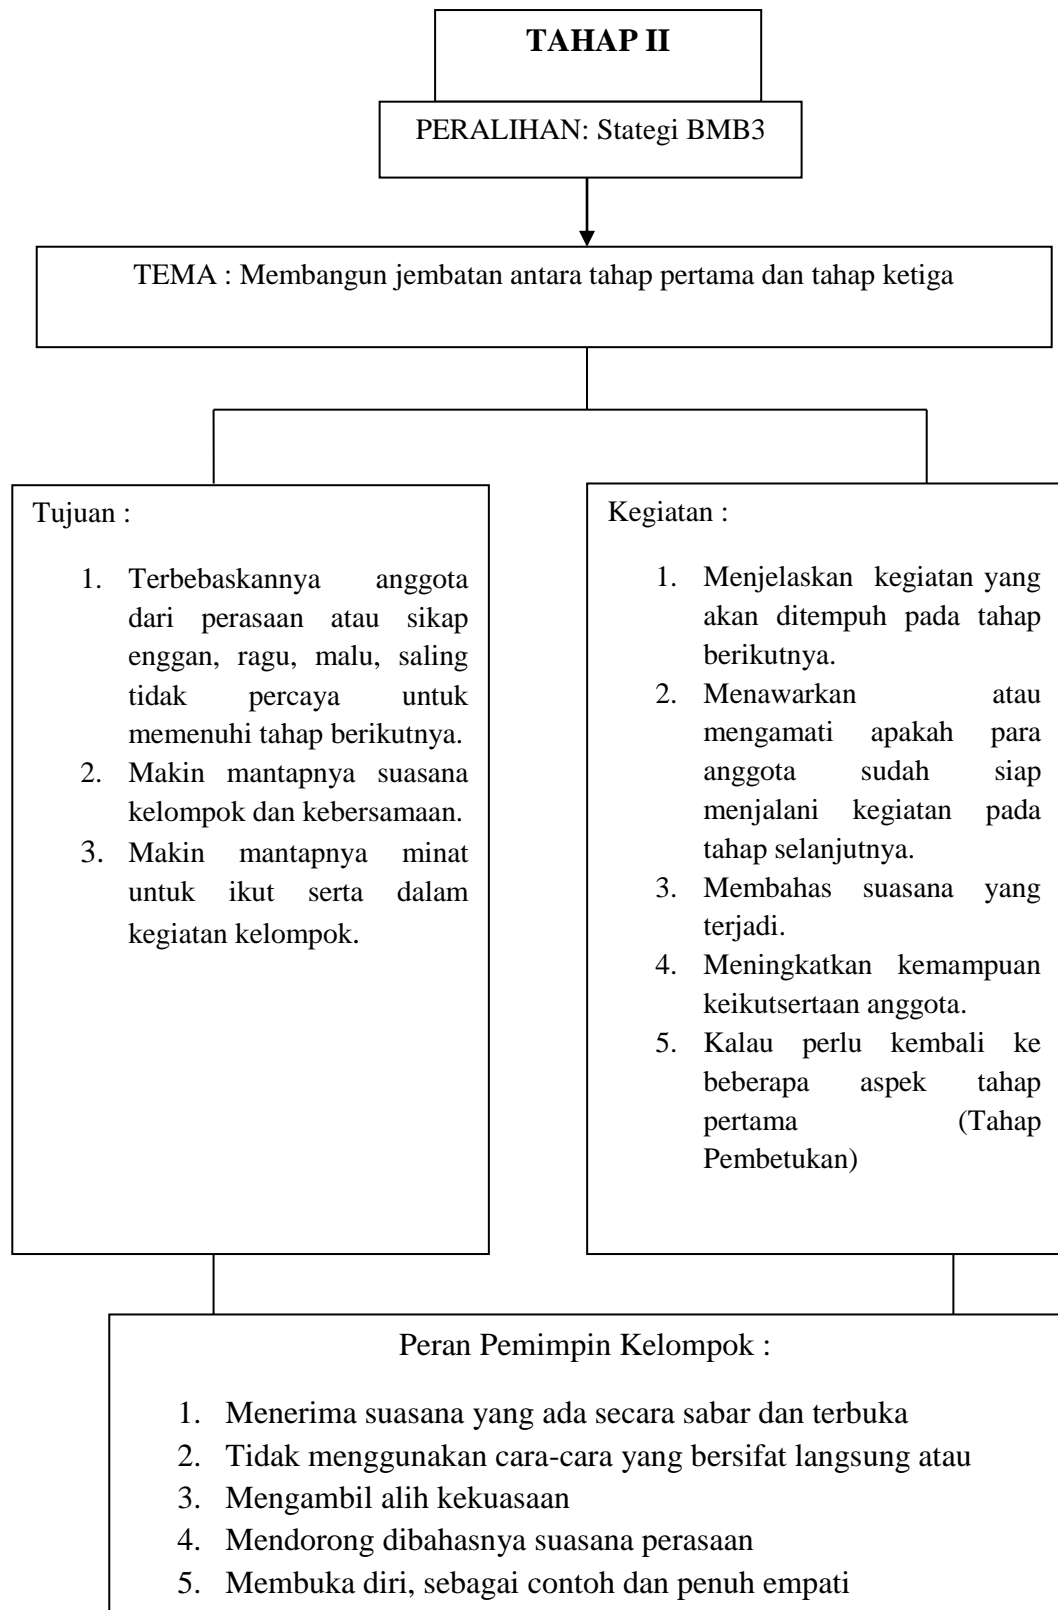 TAHAP II
PERALIHAN: Stategi BMB3
TEMA : Membangun jembatan antara tahap pertama dan tahap ketiga
Tujuan :
1. Terbebaskannya anggota
dari perasaan atau sikap
enggan, ragu, malu, saling
tidak percaya untuk
memenuhi tahap berikutnya.
2. Makin mantapnya suasana
kelompok dan kebersamaan.
3. Makin mantapnya minat
untuk ikut serta dalam
kegiatan kelompok.
Kegiatan :
1. Menjelaskan kegiatan yang
akan ditempuh pada tahap
berikutnya.
2. Menawarkan atau
mengamati apakah para
anggota sudah siap
menjalani kegiatan pada
tahap selanjutnya.
3. Membahas suasana yang
terjadi.
4. Meningkatkan kemampuan
keikutsertaan anggota.
5. Kalau perlu kembali ke
beberapa aspek tahap
pertama (Tahap
Pembetukan)
Peran Pemimpin Kelompok :
1. Menerima suasana yang ada secara sabar dan terbuka
2. Tidak menggunakan cara-cara yang bersifat langsung atau
3. Mengambil alih kekuasaan
4. Mendorong dibahasnya suasana perasaan
5. Membuka diri, sebagai contoh dan penuh empati